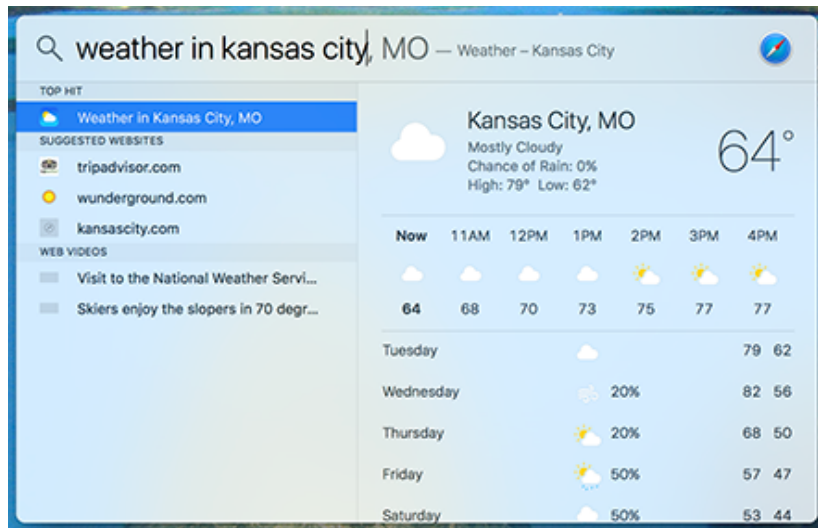 weather in kansas city, MO — Weather – Kansas City
TOP HIT
Weather in Kansas City, MO
SUGGESTED WEBSITES
tripadvisor.com
wunderground.com
kansascity.com
WEB VIDEOS
Visit to the National Weather Servi...
Skiers enjoy the slopers in 70 degr...
Kansas City, MO
Mostly Cloudy
Chance of Rain: 0%
High: 79° Low: 62°
64°
Now 11AM 12PM 1PM 2PM 3PM 4PM
64 68 70 73 75 77 77
Tuesday 79 62
Wednesday 20% 82 56
Thursday 20% 68 50
Friday 50% 57 47
Saturday 50% 53 44